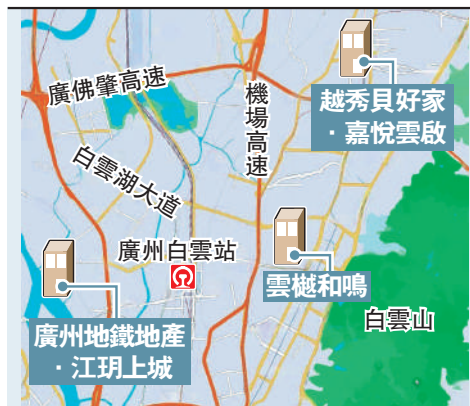 越秀貝好家
·嘉悅雲啟
廣佛肇高速
機場高速
白雲湖大道
廣州白雲站
雲樾和鳴
白雲山
廣州地鐵地產
·江玥上城